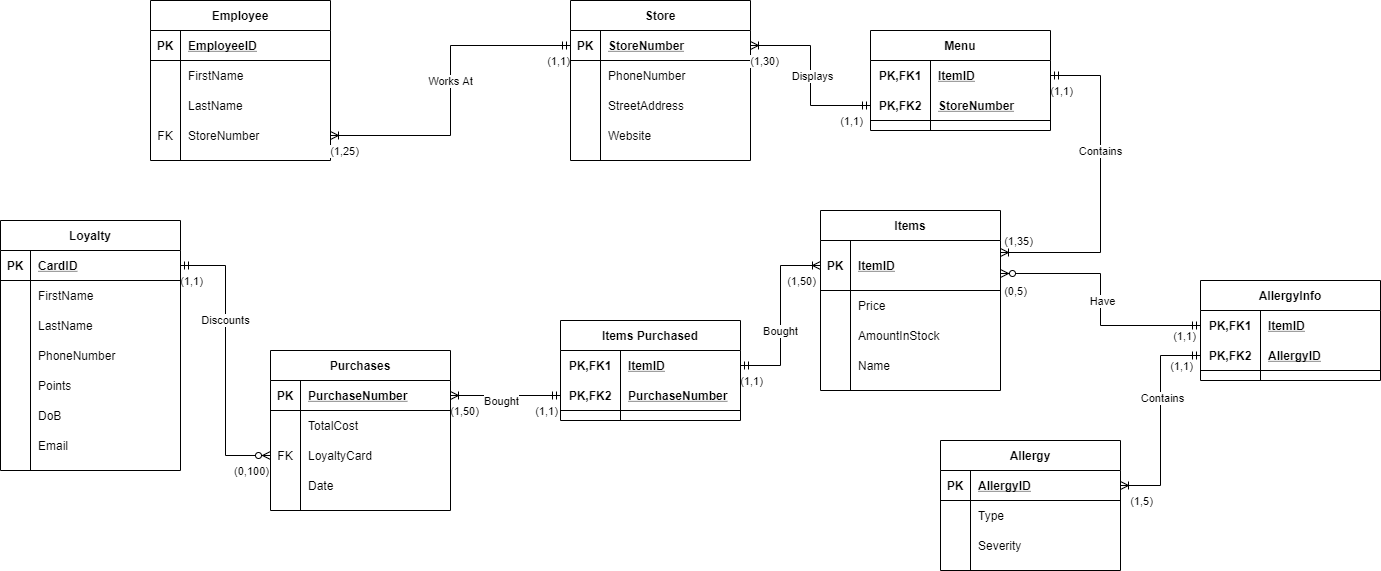 Employee
PK EmployeeID
FirstName
LastName
FK StoreNumber
(1,25)
Works At
(1,1)
Store
PK StoreNumber
PhoneNumber
StreetAddress
Website
(1,30)
Displays
(1,1)
Menu
PK,FK1 ItemID
PK,FK2 StoreNumber
(1,1)
Contains
(1,35)
Loyalty
PK CardID
FirstName
LastName
PhoneNumber
Points
DoB
Email
(1,1)
Discounts
(0,100)
Purchases
PK PurchaseNumber
TotalCost
FK LoyaltyCard
Date
(1,50)
Bought
(1,1)
Items Purchased
PK,FK1 ItemID
PK,FK2 PurchaseNumber
(1,1)
Bought
(1,50)
Items
PK ItemID
Price
AmountInStock
Name
(0,5)
Have
(1,1)
AllergyInfo
PK,FK1 ItemID
PK,FK2 AllergyID
(1,1)
Contains
(1,5)
Allergy
PK AllergyID
Type
Severity